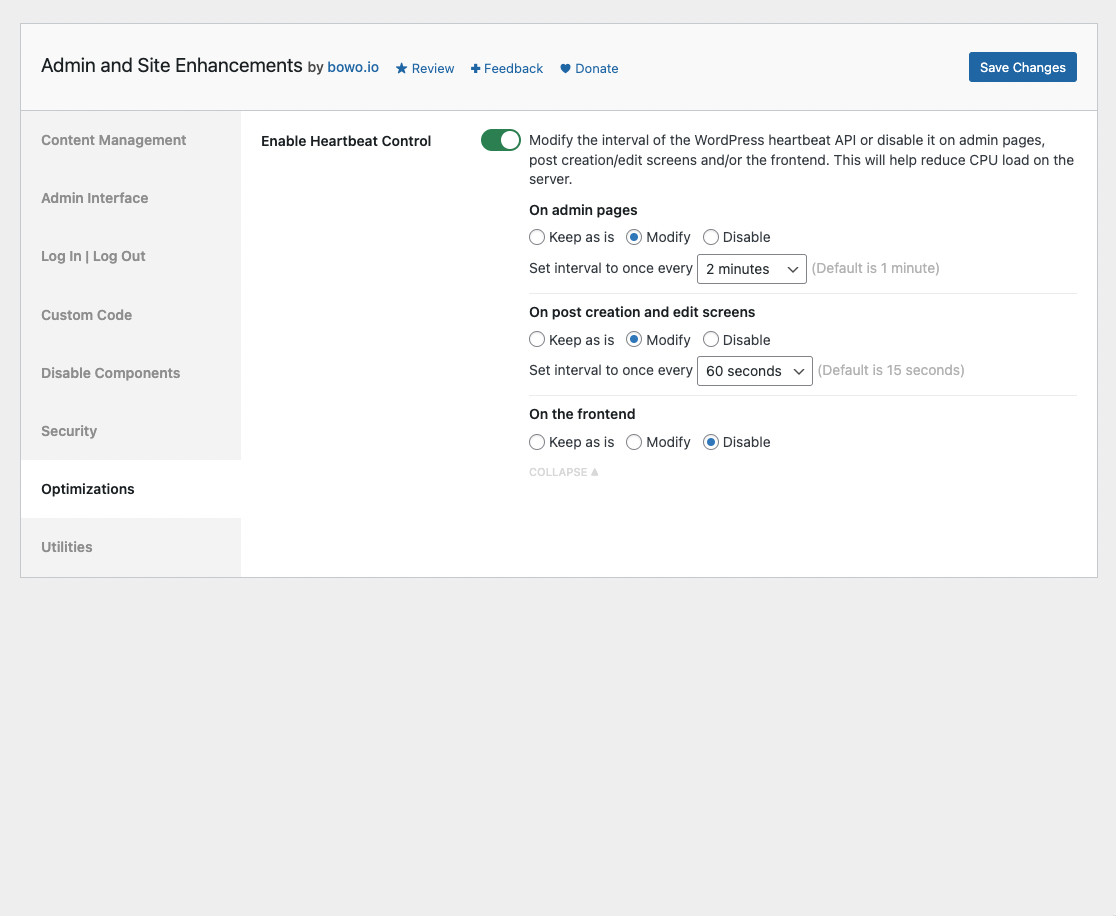 Admin and Site Enhancements by bowo.io Review Feedback Donate
Save Changes
Content Management
Admin Interface
Log In | Log Out
Custom Code
Disable Components
Security
Optimizations
Utilities
Enable Heartbeat Control
Modify the interval of the WordPress heartbeat API or disable it on admin pages,
post creation/edit screens and/or the frontend. This will help reduce CPU load on the
server.
On admin pages
Keep as is Modify Disable
Set interval to once every 2 minutes (Default is 1 minute)
On post creation and edit screens
Keep as is Modify Disable
Set interval to once every 60 seconds (Default is 15 seconds)
On the frontend
Keep as is Modify Disable
COLLAPSE ▲